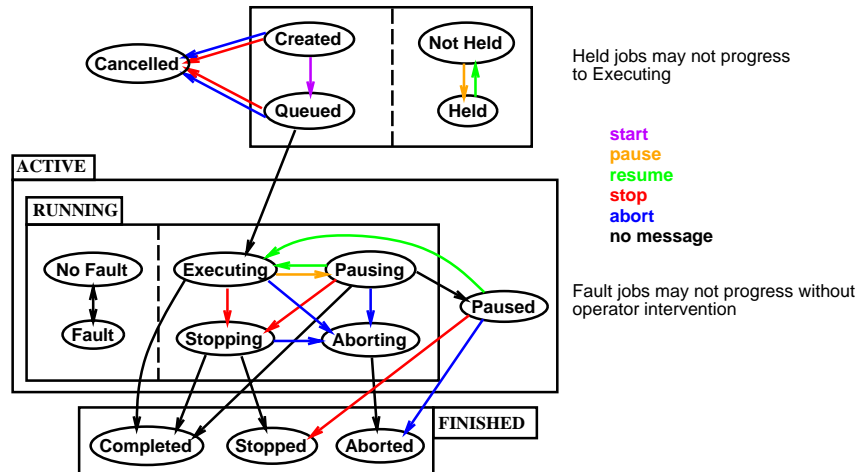 Created
Not Held
Cancelled
Held jobs may not progress
to Executing
Queued
Held
start
pause
resume
stop
abort
no message
ACTIVE
RUNNING
No Fault
Executing
Pausing
Paused
Fault jobs may not progress without
operator intervention
Fault
Stopping
Aborting
FINISHED
Completed
Stopped
Aborted